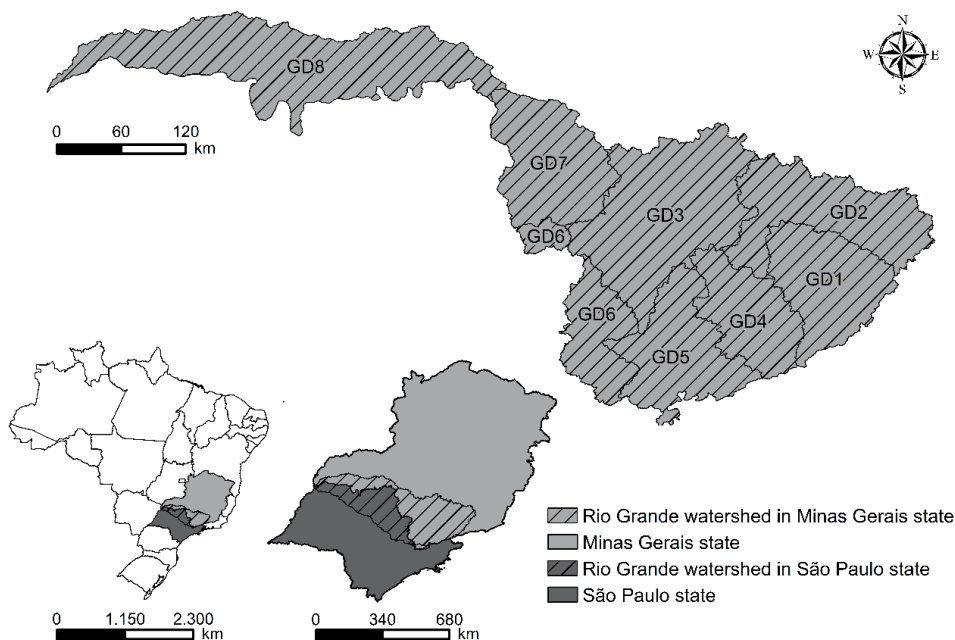 N
W E
S
GD8
0 60 120
km
GD7
GD3
GD2
GD6
GD1
GD6
GD4
GD5
Rio Grande watershed in Minas Gerais state
Minas Gerais state
Rio Grande watershed in São Paulo state
São Paulo state
0 1.150 2.300
km
0 340 680
km